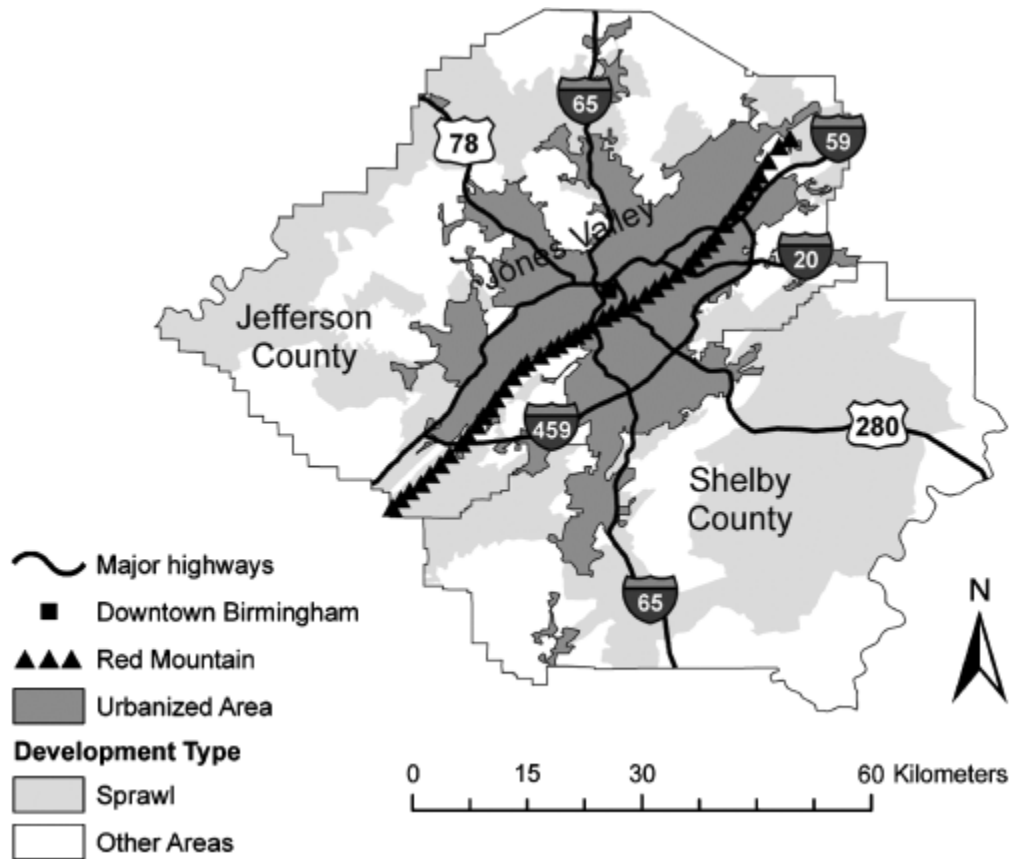 65
78
59
Jones Valley
20
Jefferson
County
459
280
Shelby
County
65
Major highways
Downtown Birmingham
Red Mountain
Urbanized Area
Development Type
Sprawl
Other Areas
N
0 15 30 60 Kilometers